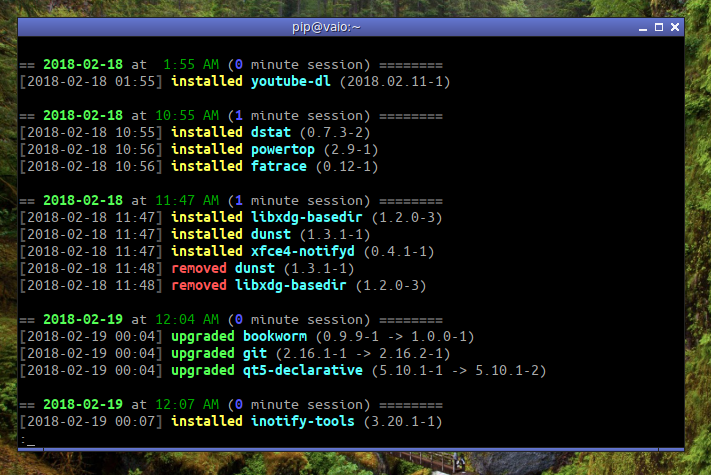 pip@vaio:~
== 2018-02-18 at  1:55 AM (0 minute session) ========
[2018-02-18 01:55] installed youtube-dl (2018.02.11-1)
== 2018-02-18 at 10:55 AM (1 minute session) ========
[2018-02-18 10:55] installed dstat (0.7.3-2)
[2018-02-18 10:56] installed powertop (2.9-1)
[2018-02-18 10:56] installed fatrace (0.12-1)
== 2018-02-18 at 11:47 AM (1 minute session) ========
[2018-02-18 11:47] installed libxdg-basedir (1.2.0-3)
[2018-02-18 11:47] installed dunst (1.3.1-1)
[2018-02-18 11:47] installed xfce4-notifyd (0.4.1-1)
[2018-02-18 11:48] removed dunst (1.3.1-1)
[2018-02-18 11:48] removed libxdg-basedir (1.2.0-3)
== 2018-02-19 at 12:04 AM (0 minute session) ========
[2018-02-19 00:04] upgraded bookworm (0.9.9-1 -> 1.0.0-1)
[2018-02-19 00:04] upgraded git (2.16.1-1 -> 2.16.2-1)
[2018-02-19 00:04] upgraded qt5-declarative (5.10.1-1 -> 5.10.1-2)
== 2018-02-19 at 12:07 AM (0 minute session) ========
[2018-02-19 00:07] installed inotify-tools (3.20.1-1)
:_